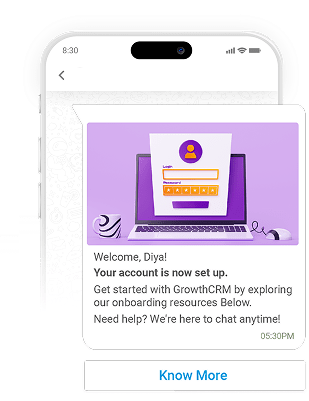 8:30
Login
Password
Welcome, Diya!
Your account is now set up.
Get started with GrowthCRM by exploring
our onboarding resources Below.
Need help? We're here to chat anytime!
05:30PM
Know More